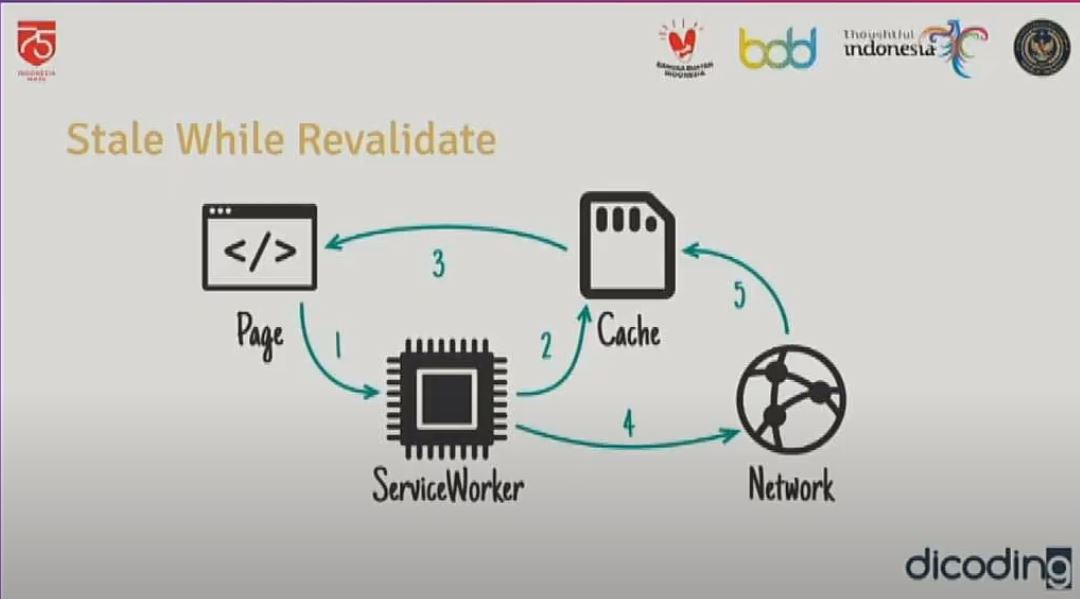 75
INDONESIA
MAJU
BANGGA BUATAN
INDONESIA
bodd
thoughtful
indonesia
Stale While Revalidate
</>
3
5
Page
1
2
Cache
4
ServiceWorker
Network
dicoding